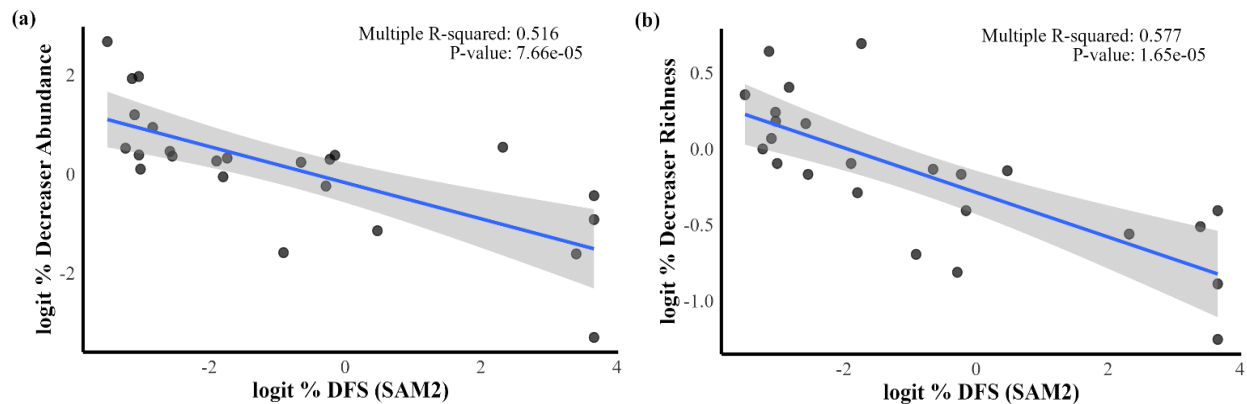 (a)
Multiple R-squared: 0.516
P-value: 7.66e-05
logit % Decreaser Abundance
2
0
-2
-2
0
2
4
logit % DFS (SAM2)
(b)
Multiple R-squared: 0.577
P-value: 1.65e-05
logit % Decreaser Richness
0.5
0.0
-0.5
-1.0
-2
0
2
4
logit % DFS (SAM2)